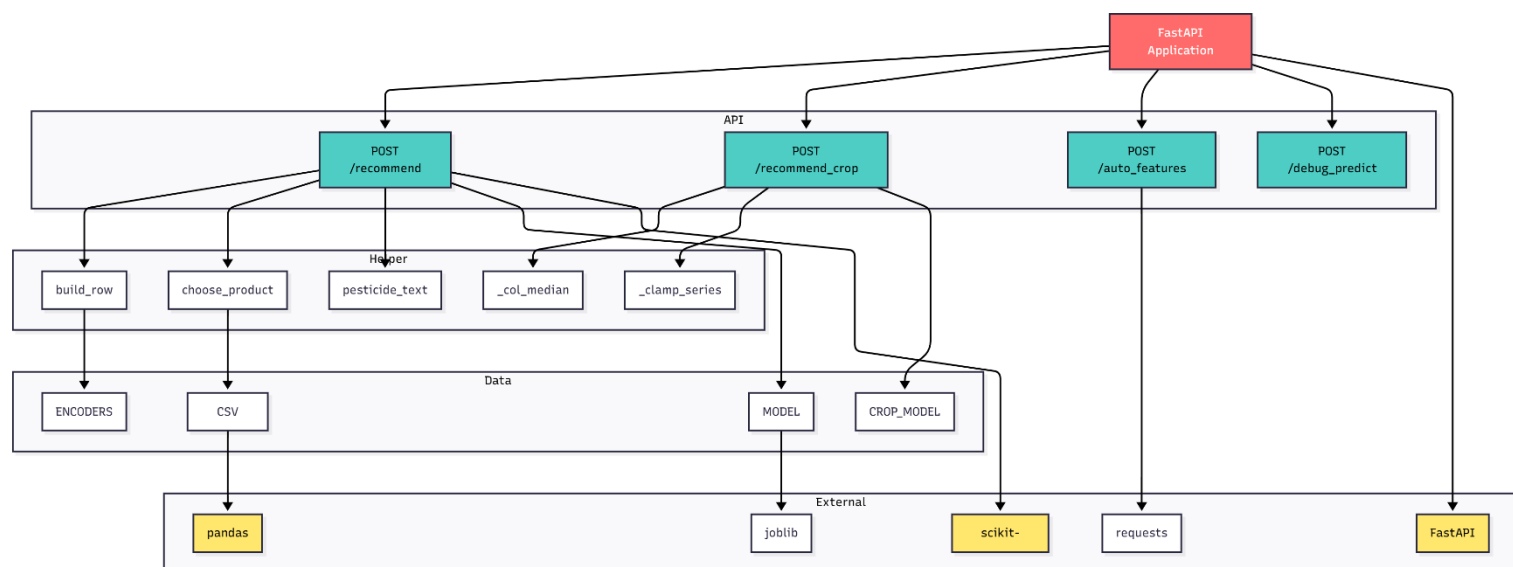 FastAPI
Application
API
POST
/recommend
POST
/recommend_crop
POST
/auto_features
POST
/debug_predict
Helper
build_row
choose_product
pesticide_text
_col_median
_clamp_series
Data
ENCODERS
CSV
MODEL
CROP_MODEL
External
pandas
joblib
scikit-
requests
FastAPI